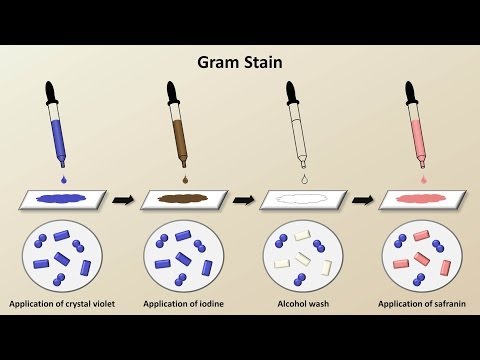 Gram Stain
Application of crystal violet
Application of iodine
Alcohol wash
Application of safranin